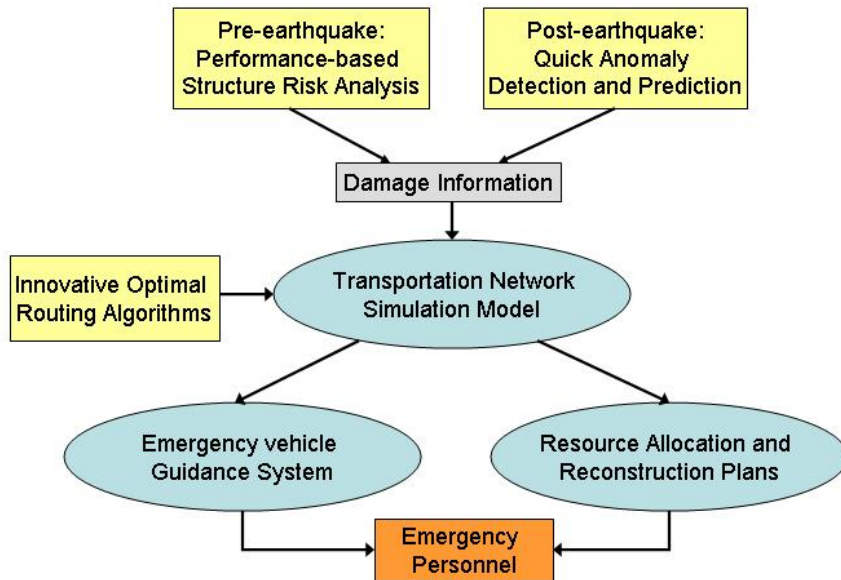 Pre-earthquake:
Performance-based
Structure Risk Analysis
Post-earthquake:
Quick Anomaly
Detection and Prediction
Damage Information
Innovative Optimal
Routing Algorithms
Transportation Network
Simulation Model
Emergency vehicle
Guidance System
Resource Allocation and
Reconstruction Plans
Emergency
Personnel